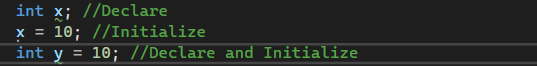 int x; //Declare
x = 10; //Initialize
int y = 10; //Declare and Initialize